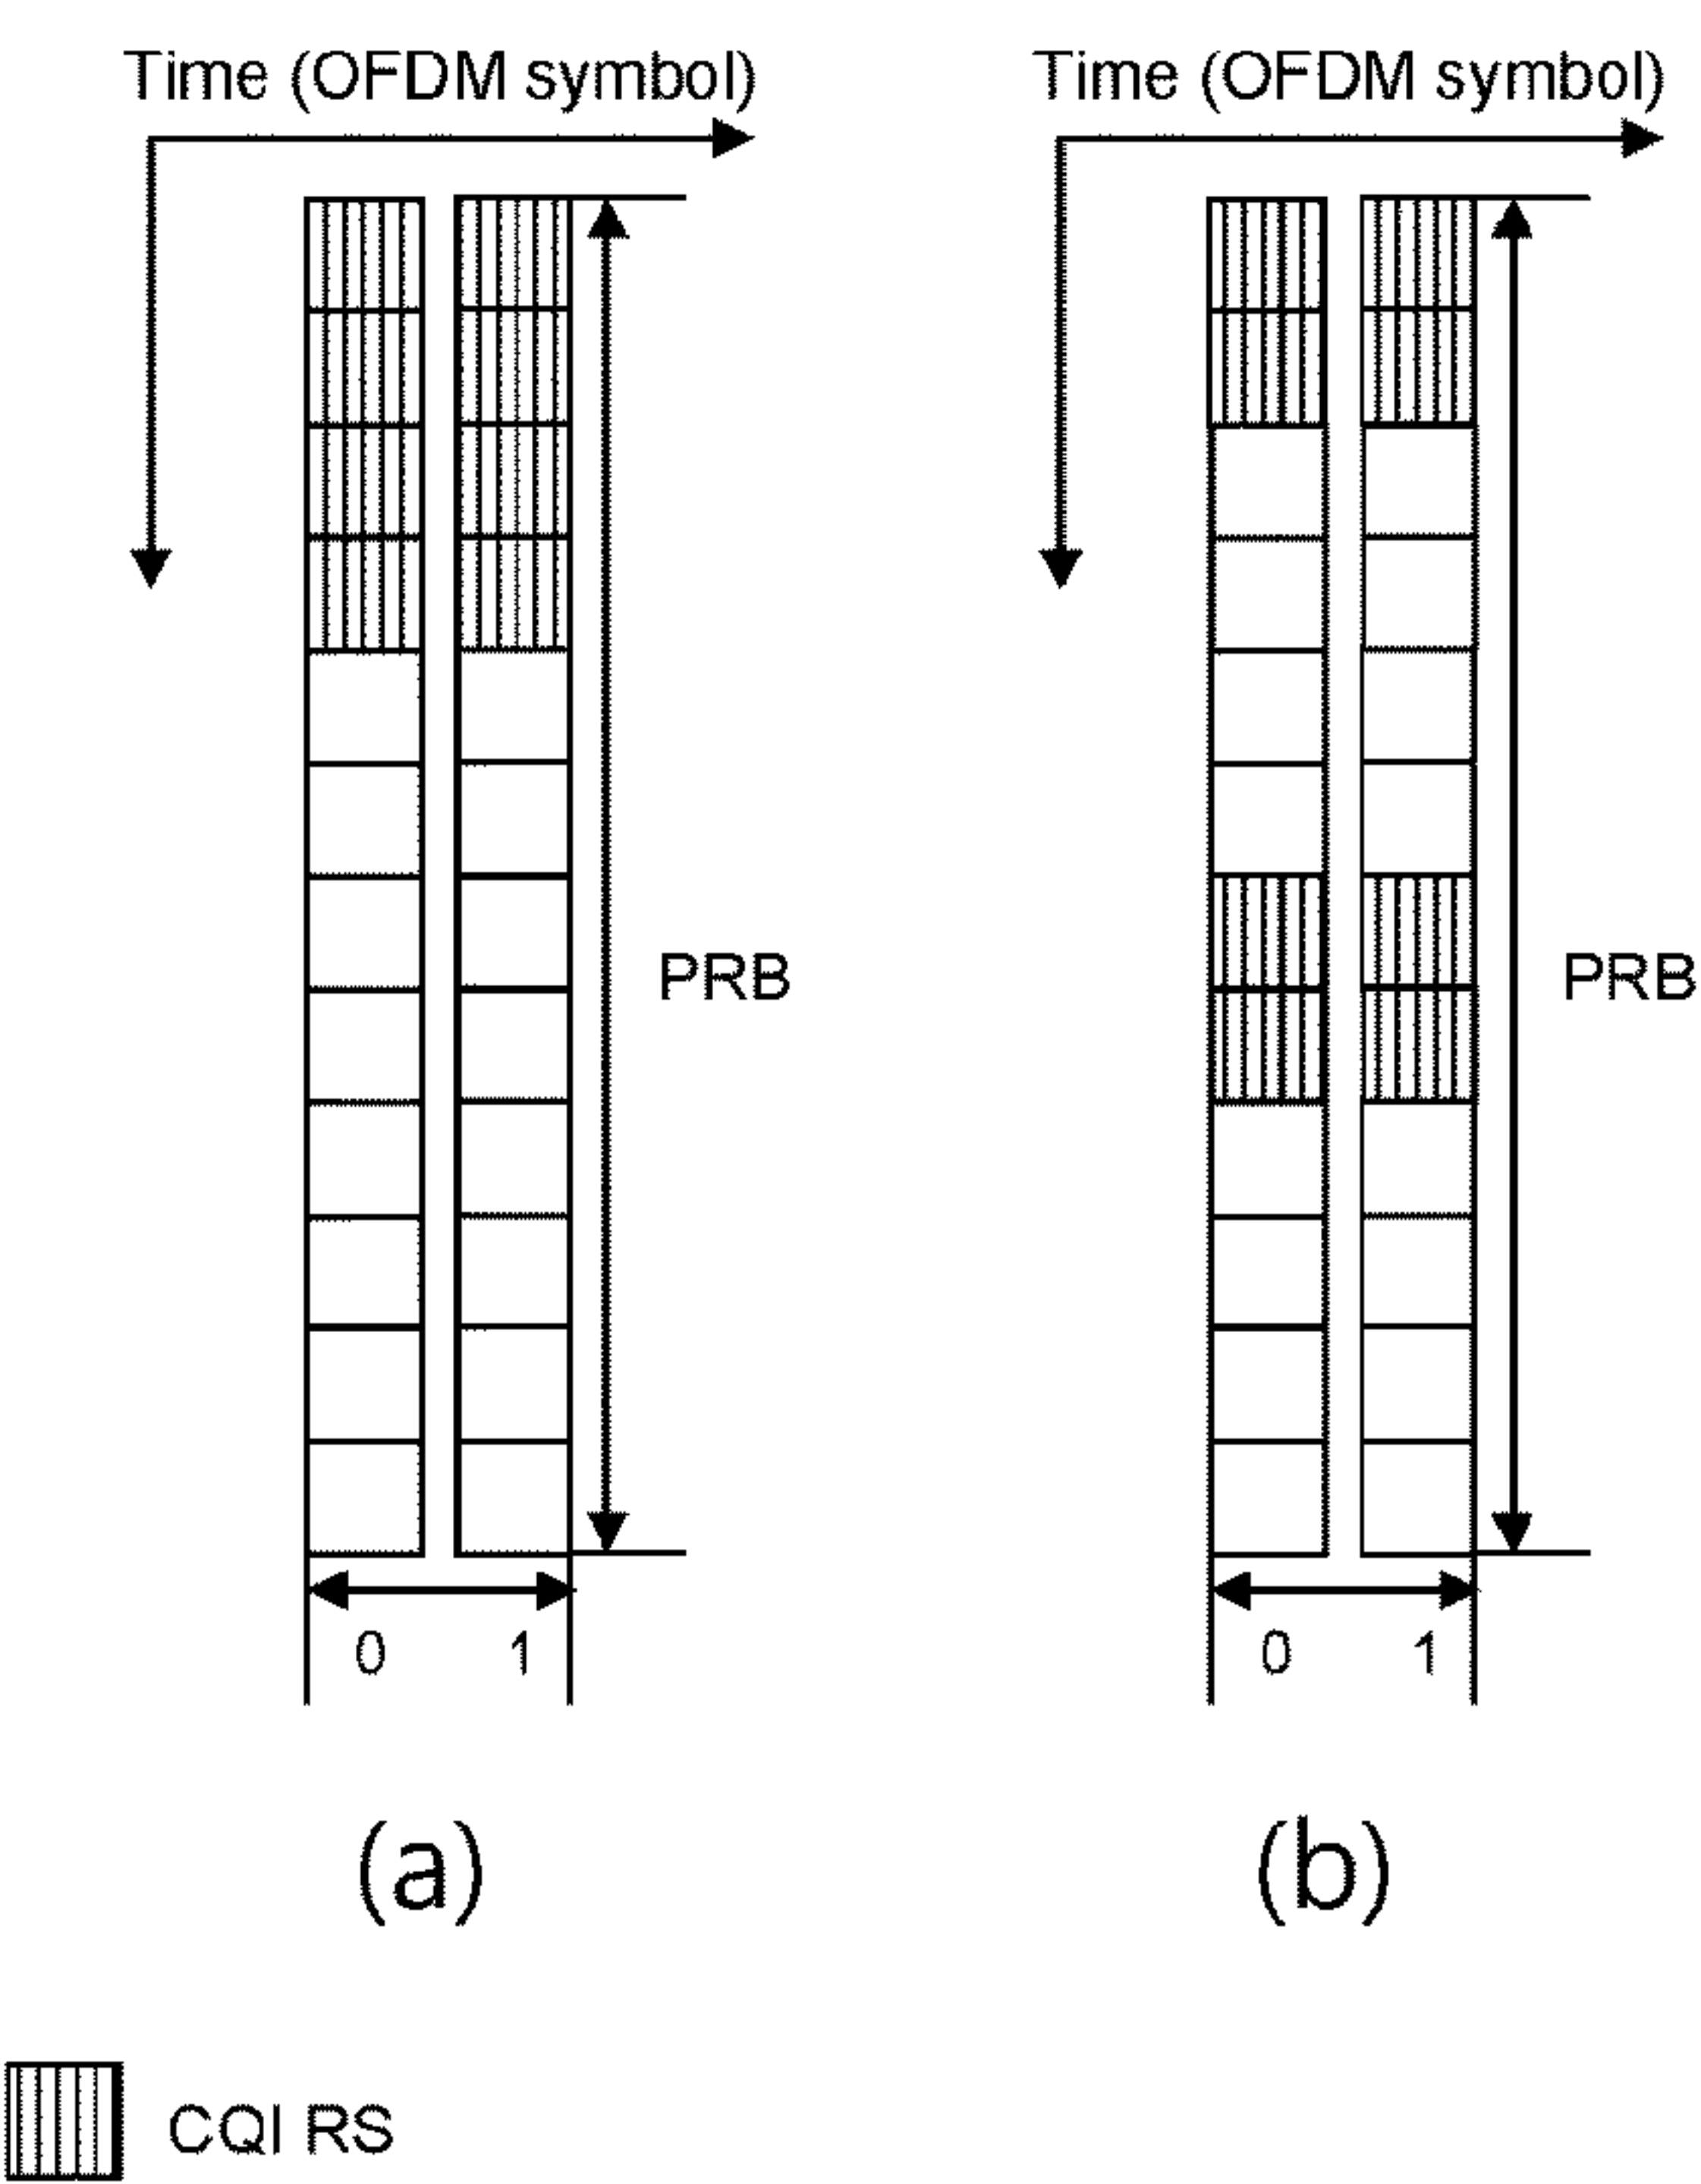 Time (OFDM symbol) Time (OFDM symbol)
PRB PRB
0 1 0 1
(a) (b)
CQI RS